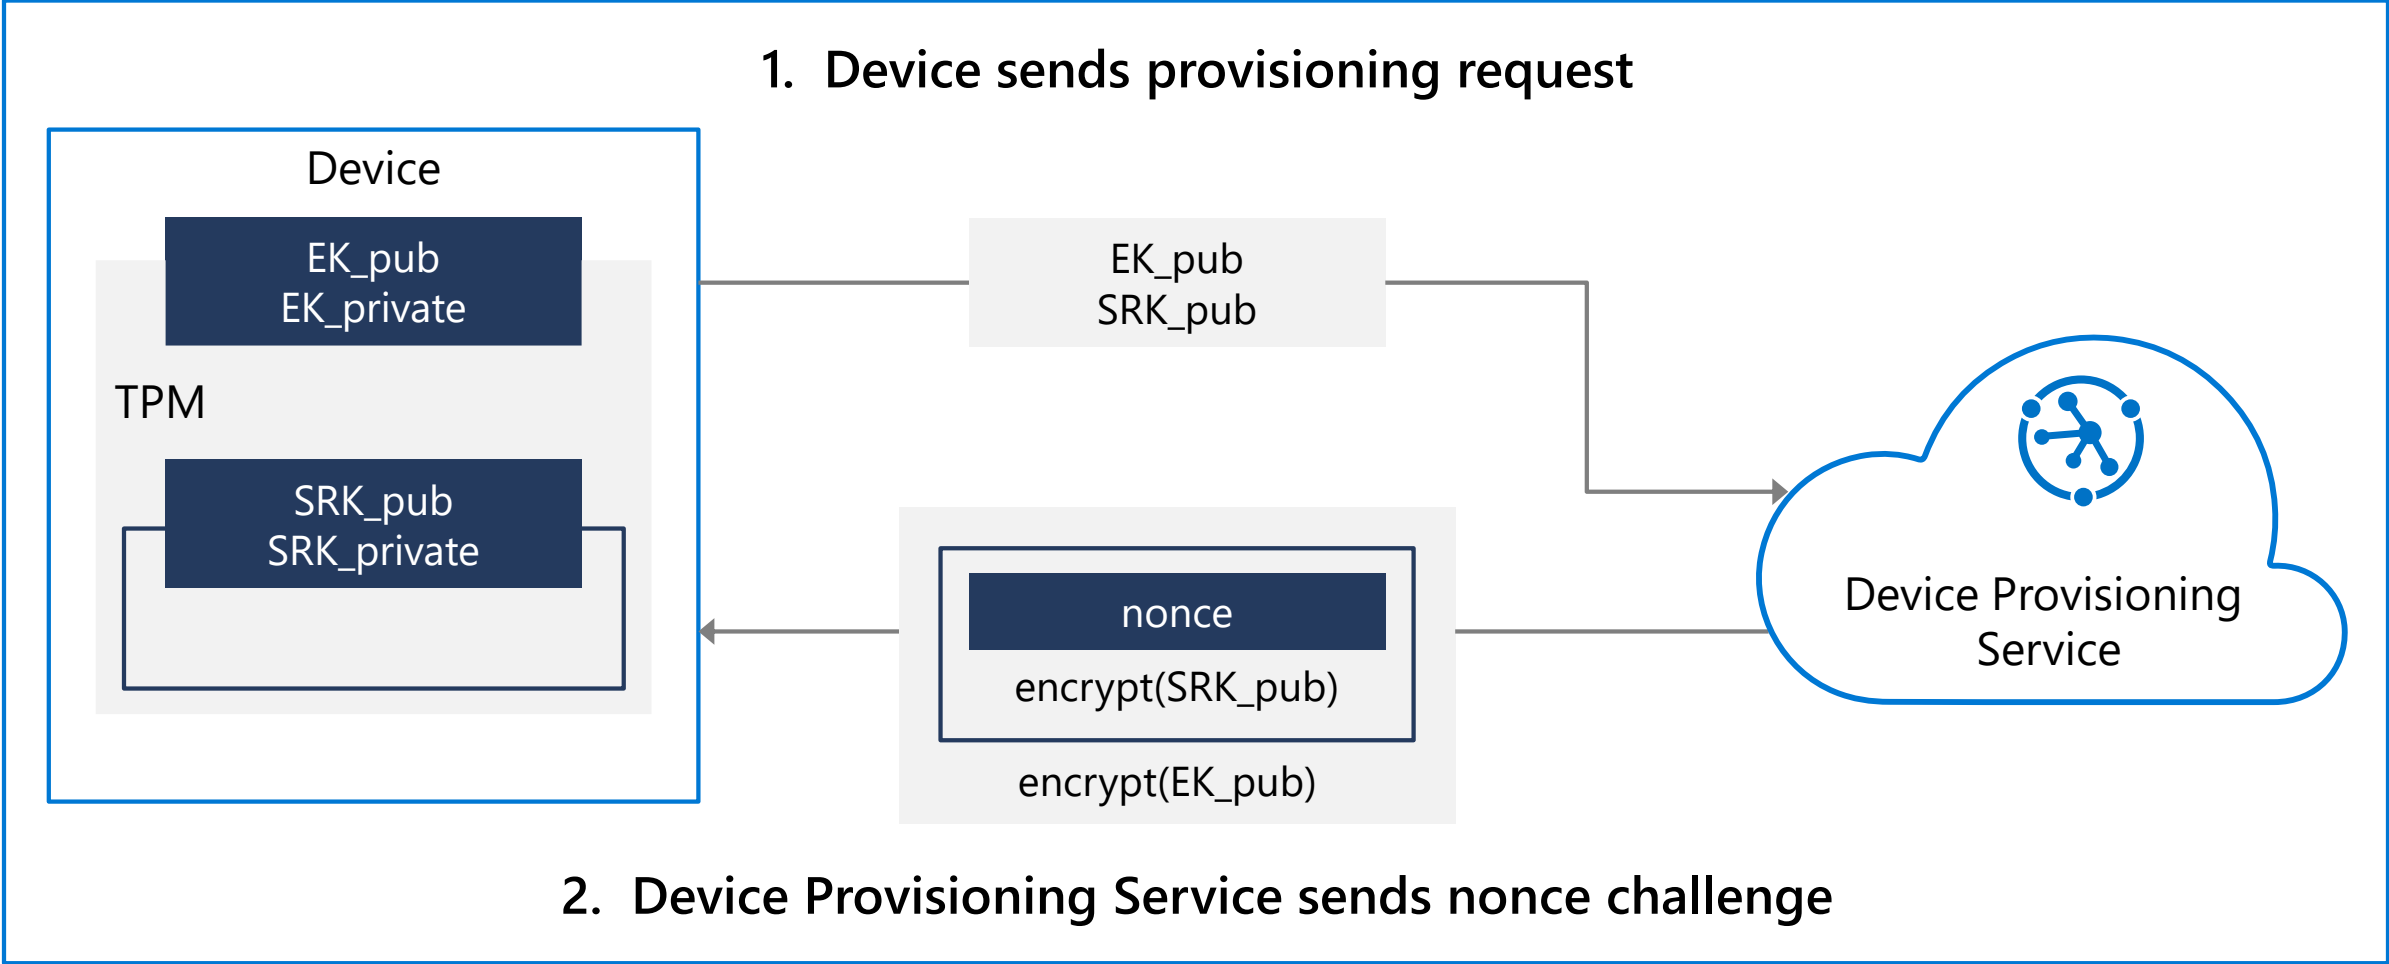 1. Device sends provisioning request
Device
EK_pub
EK_private
TPM
SRK_pub
SRK_private
EK_pub
SRK_pub
nonce
encrypt(SRK_pub)
encrypt(EK_pub)
Device Provisioning
Service
2. Device Provisioning Service sends nonce challenge